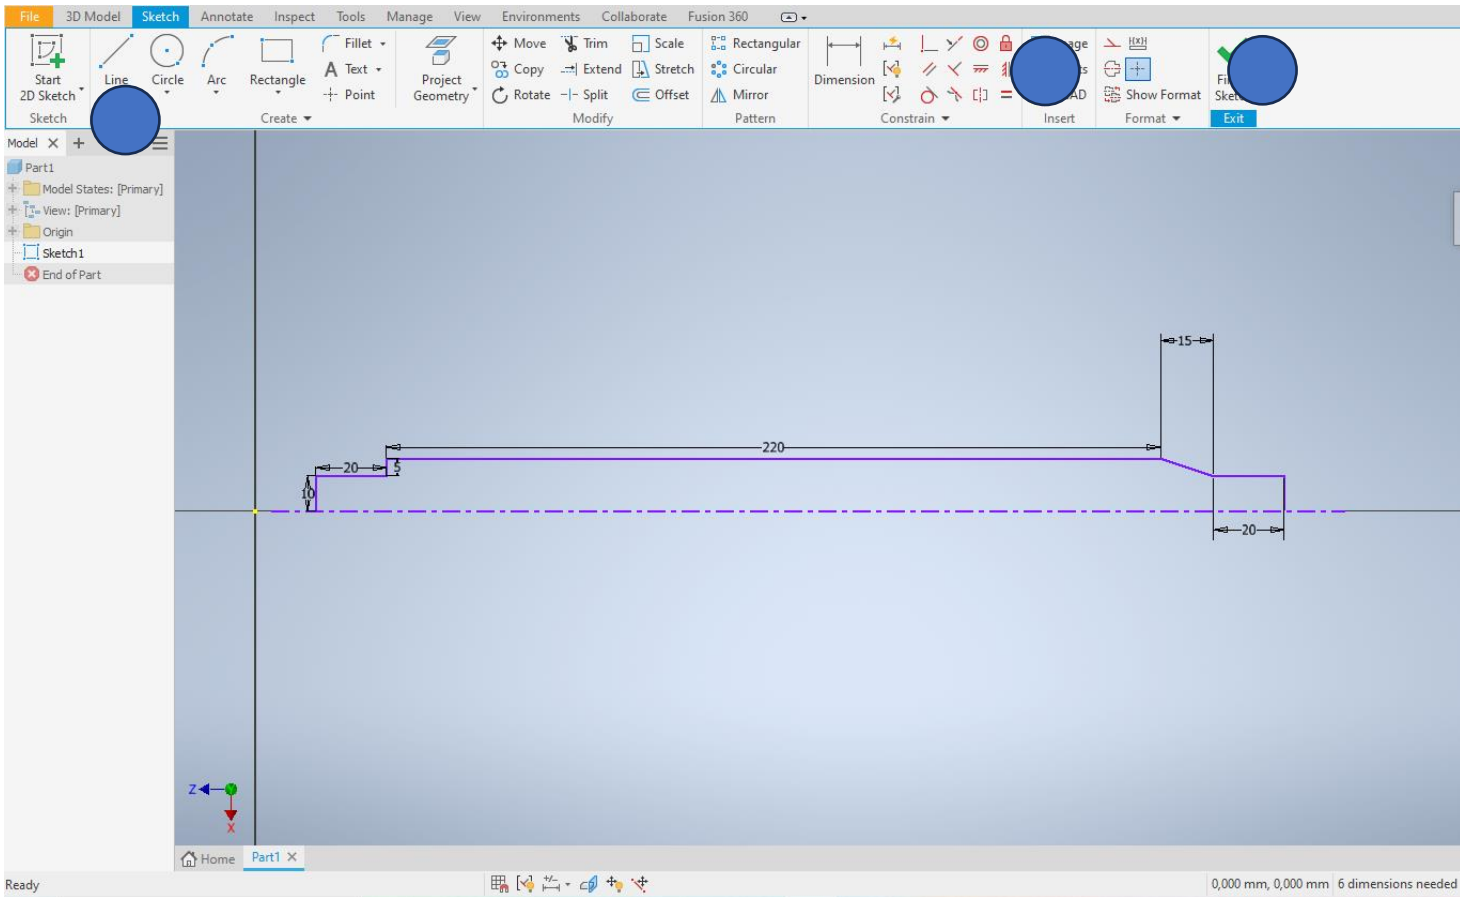 File 3D Model Sketch Annotate Inspect Tools Manage View Environments Collaborate Fusion 360
Start
2D Sketch
Line
Circle
Arc
Rectangle
Fillet
A Text
Point
Project
Geometry
Move
Copy
Rotate
Trim
Extend
Split
Scale
Stretch
Offset
Rectangular
Circular
Mirror
Dimension
Show Format
Sketch Create Modify Pattern Constrain Insert Format Exit
Model
Part1
Model States: [Primary]
View: [Primary]
Origin
Sketch1
End of Part
15
220
20
5
10
20
Z
X
Home Part1
Ready
0,000 mm, 0,000 mm 6 dimensions needed